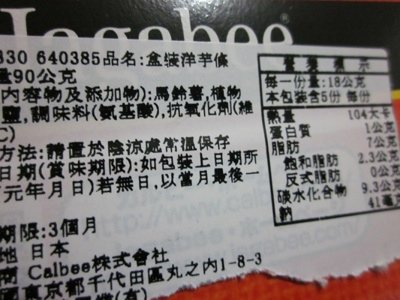 Jagabee
330 640385品名:盒裝洋芋條
量90公克
內容物及添加物):馬鈴薯,植物
鹽,調味料(氨基酸),抗氧化劑(維
C)
方法:請置於陰涼處常溫保存
日期(賞味期限):如包裝上日期所
(元年月日)若無日,以當月最後一
期限:3個月
地 日本
商 Calbee株式會社
東京都千代田區丸之內1-8-3
營養標示
每一份量:18公克
本包裝含5份 每份
熱量 104大卡
蛋白質 1公克
脂肪 7公克
飽和脂肪 2.3公克
反式脂肪 0公克
碳水化合物 9.3公克
鈉 41毫克